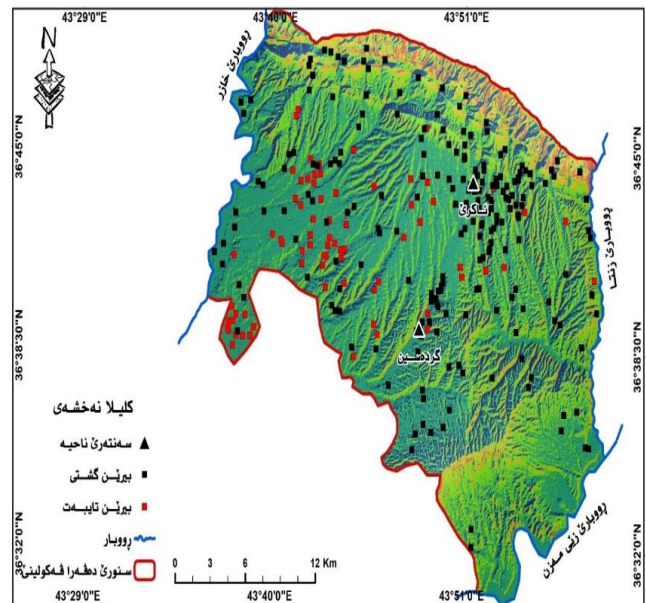 43°29'0"E
43°40'0"E
43°51'0"E
N
ڕووبارێ خازر
36°45'0"N
36°45'0"N
ئاکرێ
ڕووبارێ زنتا
36°38'30"N
36°38'30"N
گردەسین
کلیلا نەخشەی
سەنتەرێ ناحیە
بیرێن گشتی
بیرێن تایبەت
ڕووبار
سنورێ دەڤەرا ڤەکولینێ
0 3 6 12 Km
ڕووبارێ زێی مەزن
36°32'0"N
36°32'0"N
43°29'0"E
43°40'0"E
43°51'0"E